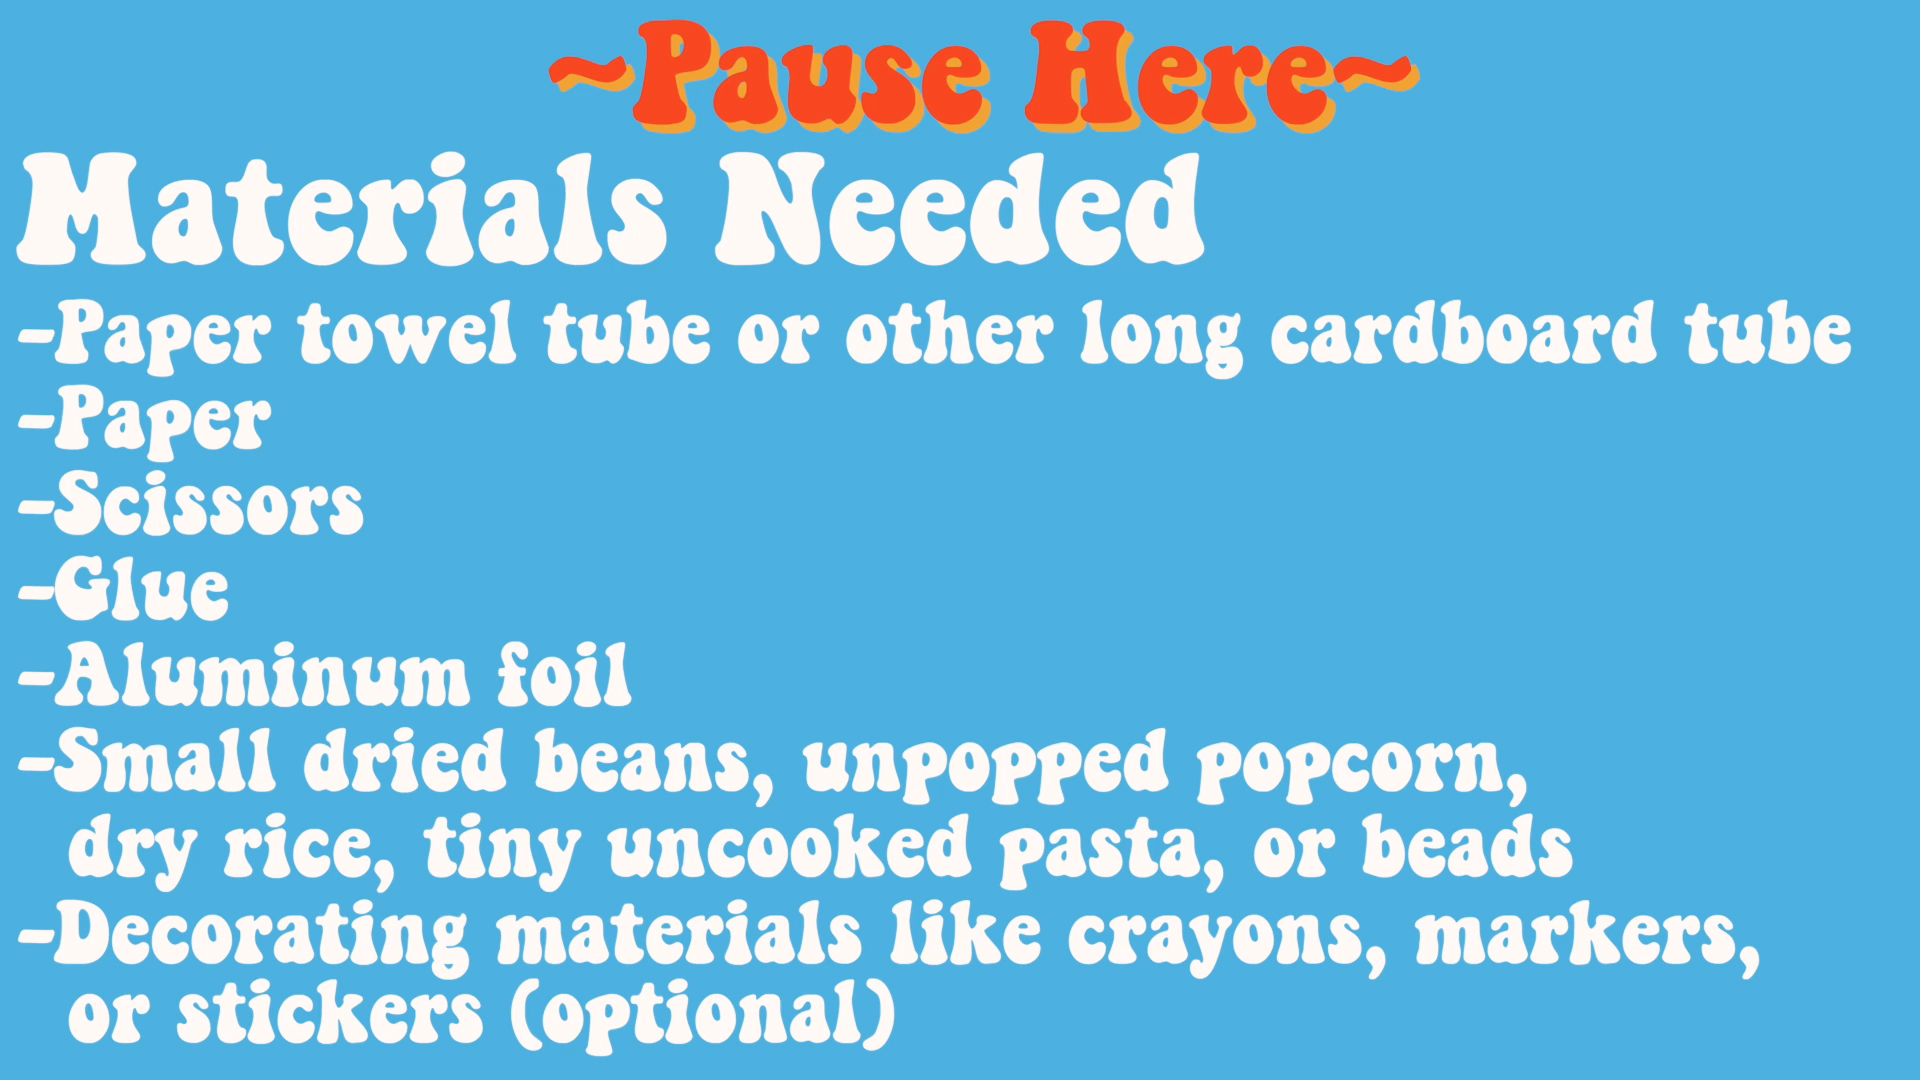 ~Pause Here~
Materials Needed
-Paper towel tube or other long cardboard tube
-Paper
-Scissors
-Glue
-Aluminum foil
-Small dried beans, unpopped popcorn,
dry rice, tiny uncooked pasta, or beads
-Decorating materials like crayons, markers,
or stickers (optional)